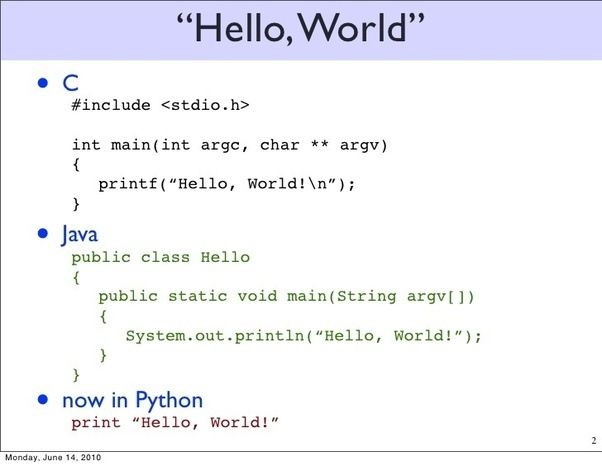 “Hello, World”
• C
#include <stdio.h>
int main(int argc, char ** argv)
{
printf(“Hello, World!\n”);
}
• Java
public class Hello
{
public static void main(String argv[])
{
System.out.println(“Hello, World!”);
}
}
• now in Python
print “Hello, World!”
2
Monday, June 14, 2010